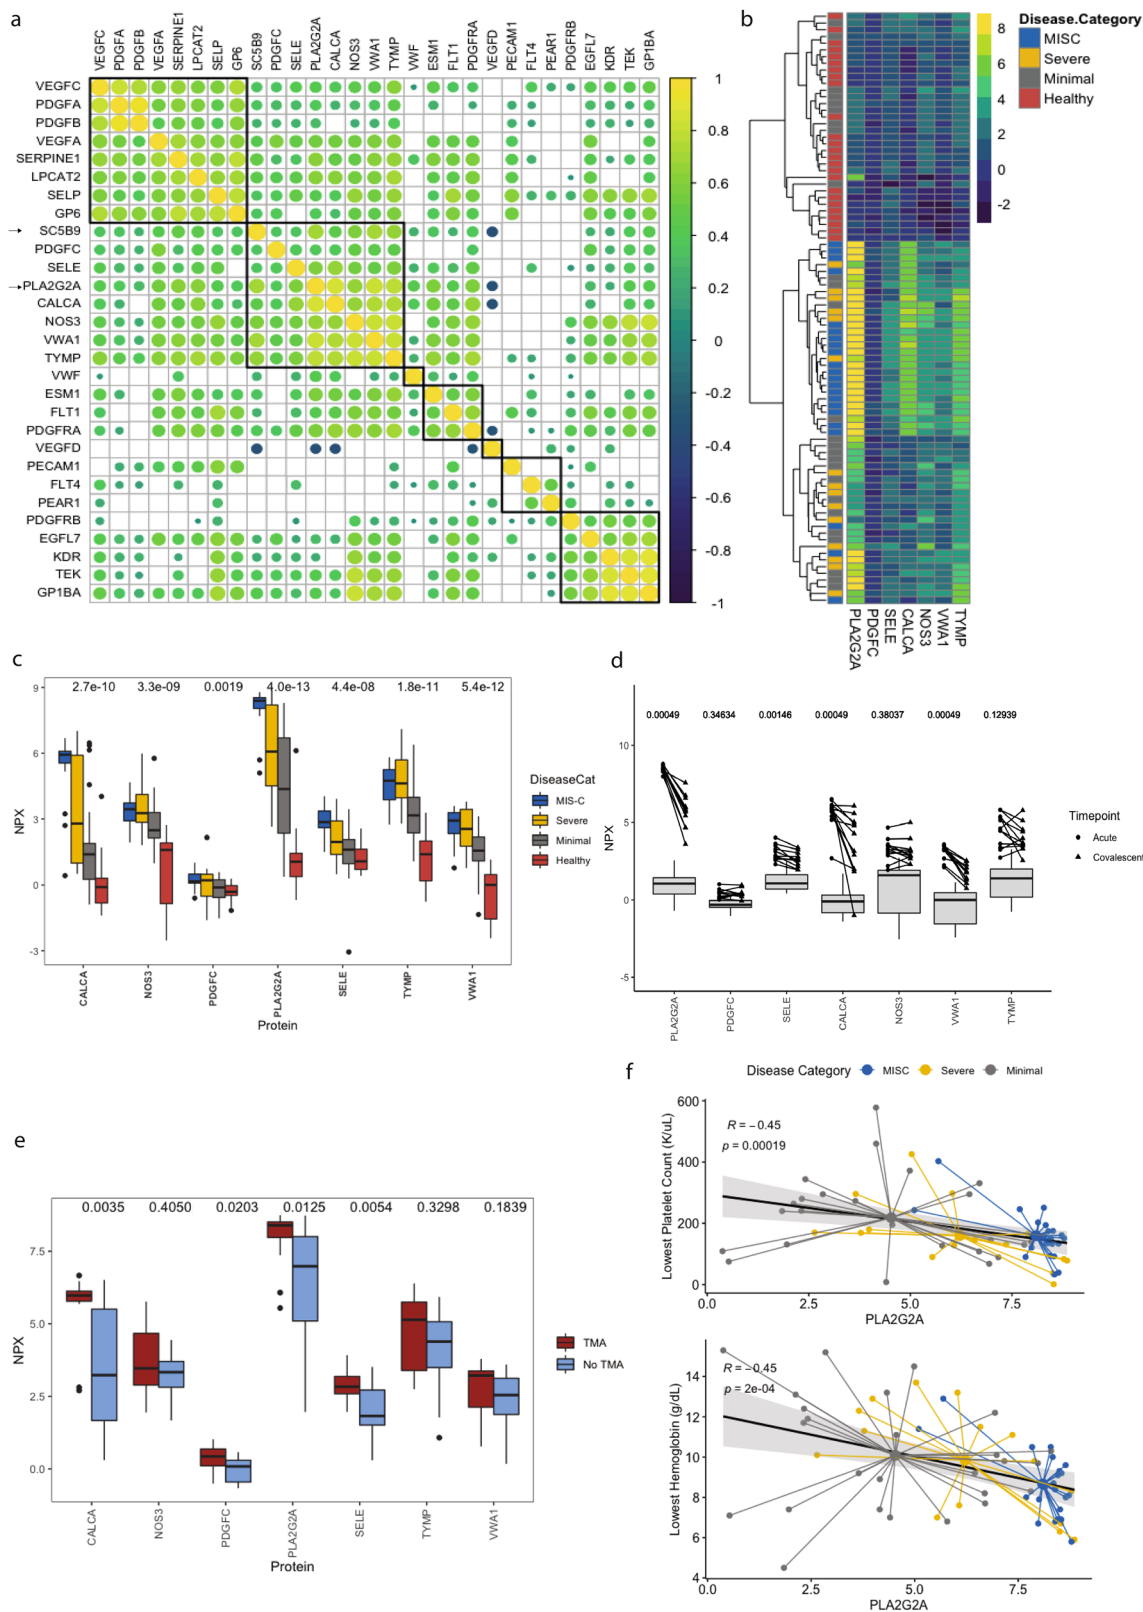 a
VEGFC PDGFA PDGFB VEGFA SERPINE1 LPCAT2 SELP GP6 SC5B9 PDGFC SELE PLA2G2A CALCA NOS3 VWA1 TYMP VWF ESM1 FLT1 PDGFRA VEGFD PECAM1 FLT4 PEAR1 PDGFRB EGFL7 KDR TEK GP1BA
VEGFC
PDGFA
PDGFB
VEGFA
SERPINE1
LPCAT2
SELP
GP6
→ SC5B9
PDGFC
SELE
→PLA2G2A
CALCA
NOS3
VWA1
TYMP
VWF
ESM1
FLT1
PDGFRA
VEGFD
PECAM1
FLT4
PEAR1
PDGFRB
EGFL7
KDR
TEK
GP1BA
1
0.8
0.6
0.4
0.2
0
-0.2
-0.4
-0.6
-0.8
-1
b
8
6
4
2
0
-2
Disease.Category
MISC
Severe
Minimal
Healthy
PLA2G2A PDGFC SELE CALCA NOS3 VWA1 TYMP
c
2.7e-10 3.3e-09 0.0019 4.0e-13 4.4e-08 1.8e-11 5.4e-12
9
6
3
0
-3
NPX
CALCA NOS3 PDGFC PLA2G2A SELE TYMP VWA1
Protein
DiseaseCat
MIS-C
Severe
Minimal
Healthy
d
0.00049 0.34634 0.00146 0.00049 0.38037 0.00049 0.12939
10
5
0
-5
NPX
PLA2G2A PDGFC SELE CALCA NOS3 VWA1 TYMP
Timepoint
Acute
Covalescent
e
0.0035 0.4050 0.0203 0.0125 0.0054 0.3298 0.1839
7.5
5.0
2.5
0.0
NPX
CALCA NOS3 PDGFC PLA2G2A SELE TYMP VWA1
Protein
TMA
No TMA
f
Disease Category MISC Severe Minimal
R = −0.45
p = 0.00019
600
400
200
0
Lowest Platelet Count (K/uL)
0.0 2.5 5.0 7.5
PLA2G2A
R = −0.45
p = 2e-04
14
12
10
8
6
4
Lowest Hemoglobin (g/dL)
0.0 2.5 5.0 7.5
PLA2G2A